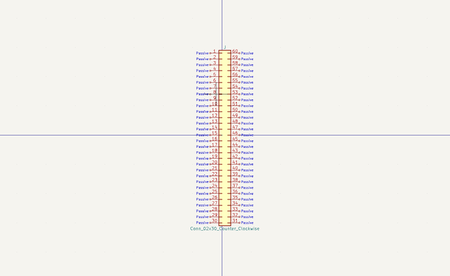 J
Passive 1 60 Passive
Passive 2 59 Passive
Passive 3 58 Passive
Passive 4 57 Passive
Passive 5 56 Passive
Passive 6 55 Passive
Passive 7 54 Passive
Passive 8 53 Passive
Passive 9 52 Passive
Passive 10 51 Passive
Passive 11 50 Passive
Passive 12 49 Passive
Passive 13 48 Passive
Passive 14 47 Passive
Passive 15 46 Passive
Passive 16 45 Passive
Passive 17 44 Passive
Passive 18 43 Passive
Passive 19 42 Passive
Passive 20 41 Passive
Passive 21 40 Passive
Passive 22 39 Passive
Passive 23 38 Passive
Passive 24 37 Passive
Passive 25 36 Passive
Passive 26 35 Passive
Passive 27 34 Passive
Passive 28 33 Passive
Passive 29 32 Passive
Passive 30 31 Passive
Conn_02x30_Counter_Clockwise